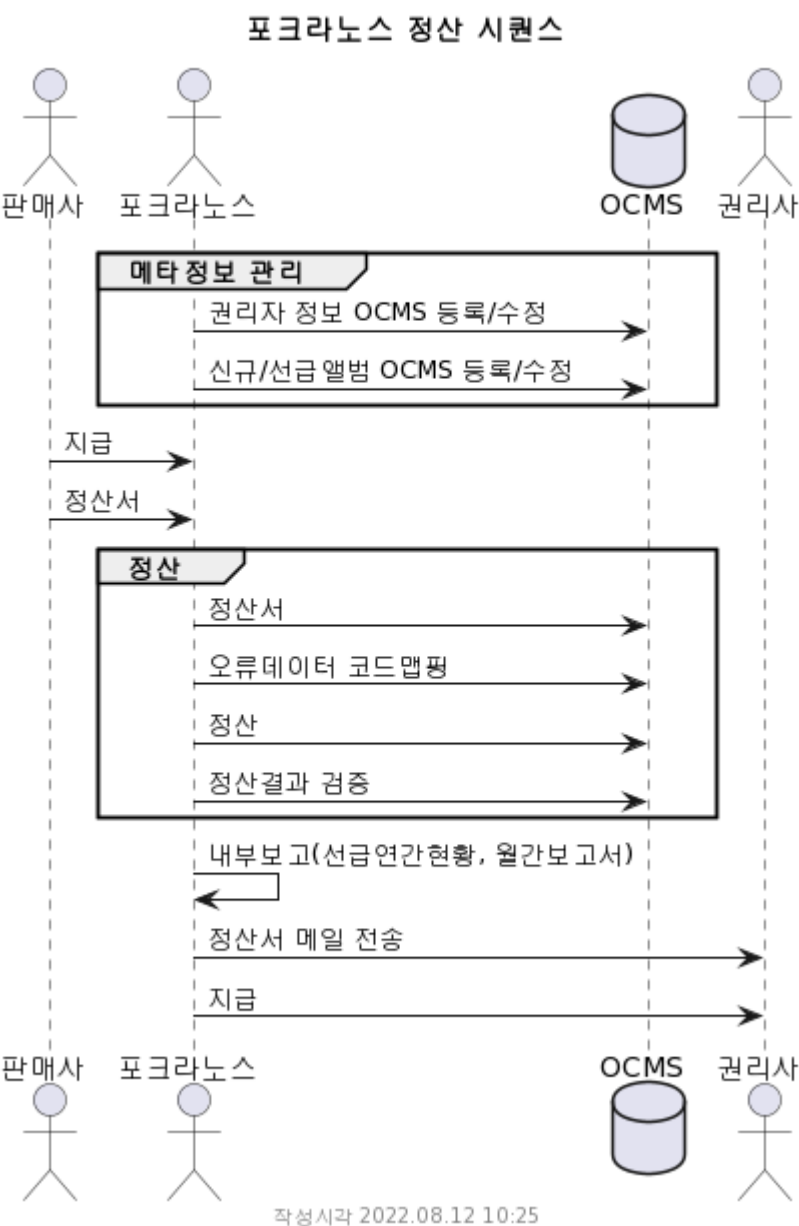 포크라노스 정산 시퀀스
판매사 포크라노스 OCMS 권리사
메타정보 관리
권리자 정보 OCMS 등록/수정
신규/선급앨범 OCMS 등록/수정
지급
정산서
정산
정산서
오류데이터 코드맵핑
정산
정산결과 검증
내부보고(선급연간현황, 월간보고서)
정산서 메일 전송
지급
판매사 포크라노스 OCMS 권리사
작성시각 2022.08.12 10:25